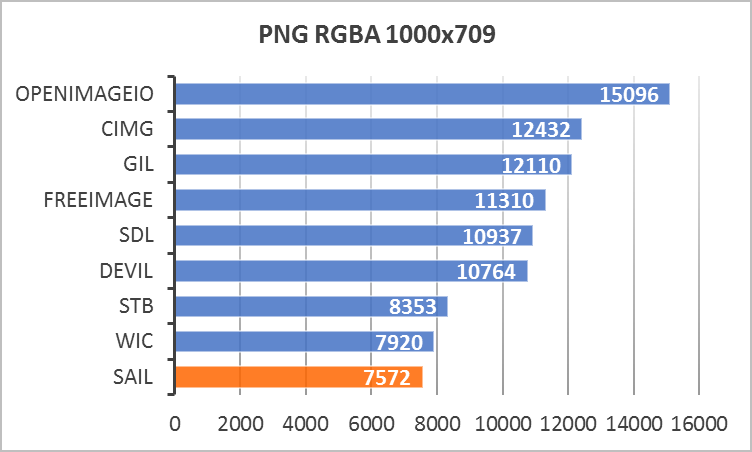 PNG RGBA 1000x709
OPENIMAGEIO 15096
CIMG 12432
GIL 12110
FREEIMAGE 11310
SDL 10937
DEVIL 10764
STB 8353
WIC 7920
SAIL 7572
0 2000 4000 6000 8000 10000 12000 14000 16000